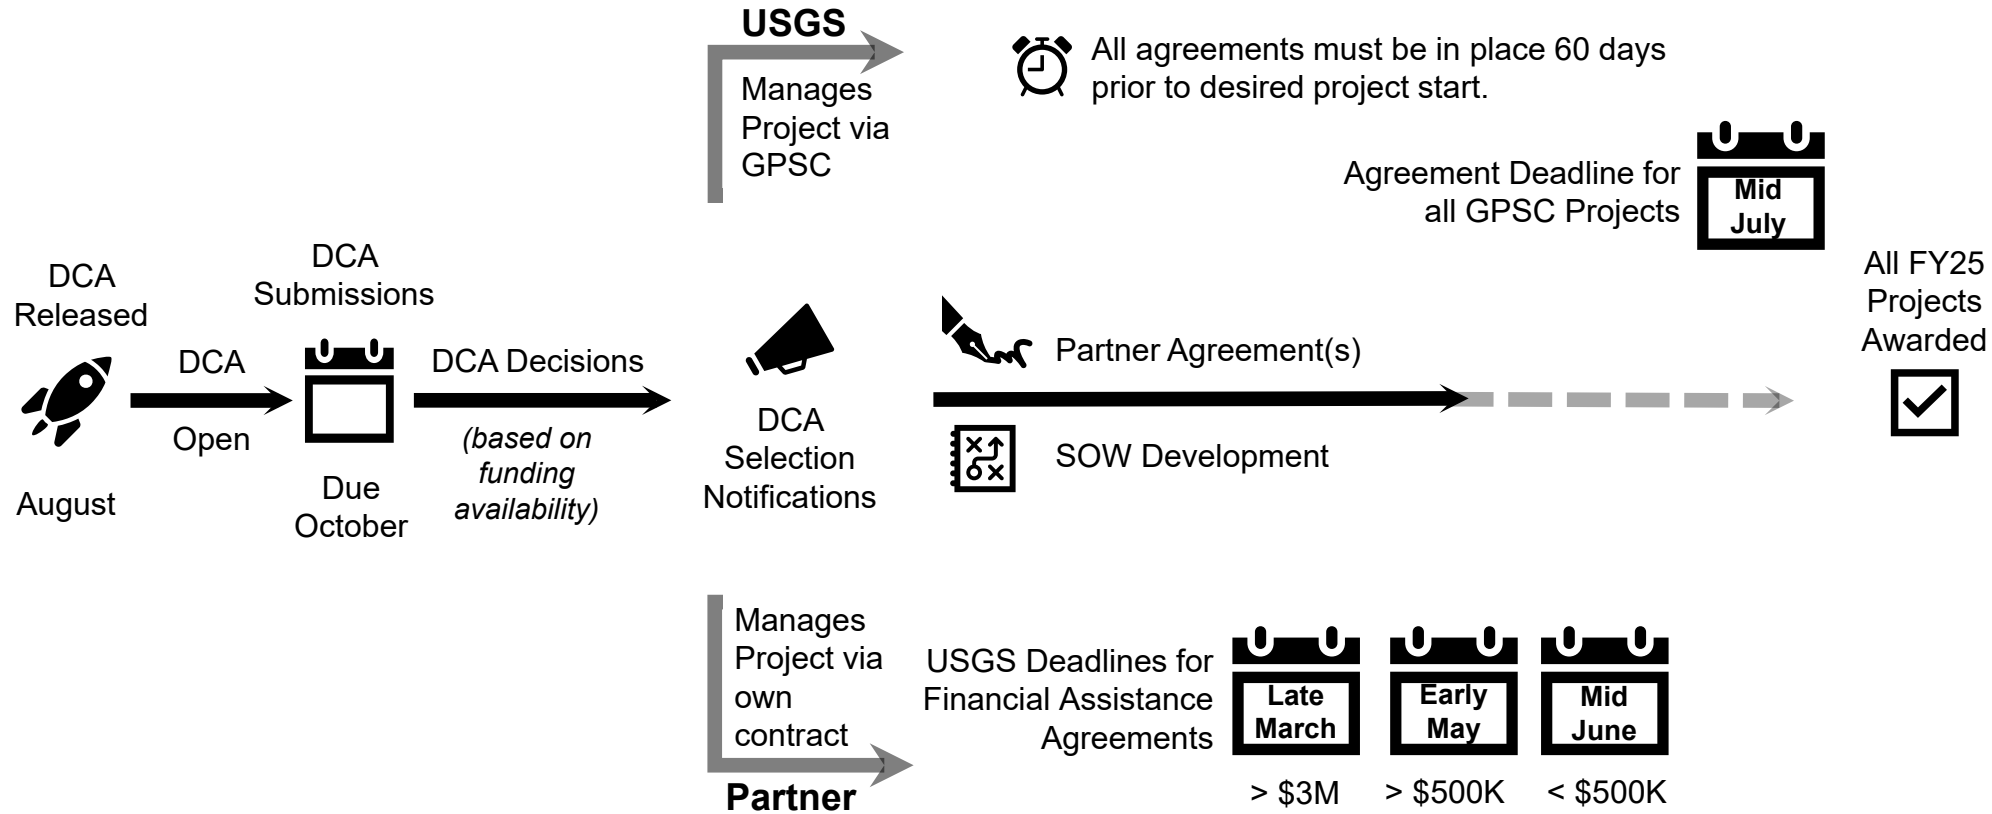 USGS
Manages
Project via
GPSC
All agreements must be in place 60 days
prior to desired project start.
Agreement Deadline for
all GPSC Projects
Mid
July
DCA
Released
August
DCA
Open
DCA
Submissions
Due
October
DCA Decisions
(based on
funding
availability)
DCA
Selection
Notifications
Partner Agreement(s)
SOW Development
All FY25
Projects
Awarded
Manages
Project via
own
contract
Partner
USGS Deadlines for
Financial Assistance
Agreements
Late
March
> $3M
Early
May
> $500K
Mid
June
< $500K